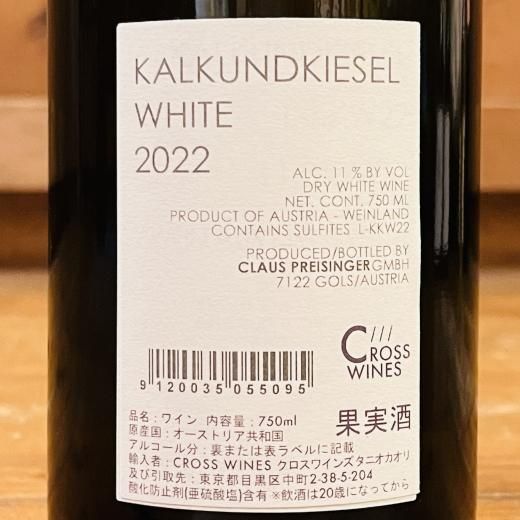 KALKUNDKIESEL
WHITE
2022
ALC. 11 % BY VOL
DRY WHITE WINE
NET. CONT. 750 ML
PRODUCT OF AUSTRIA - WEINLAND
CONTAINS SULFITES L-KKW22
PRODUCED/BOTTLED BY
CLAUS PREISINGER GMBH
7122 GOLS/AUSTRIA
CROSS
WINES
9 120035 055095
品名：ワイン 内容量：750ml
原産国：オーストリア共和国
アルコール分：裏または表ラベルに記載
輸入者：CROSS WINES クロスワインズタニオカオリ
及び引取先：東京都目黒区中町2-38-5-204
酸化防止剤(亜硫酸塩)含有 ※飲酒は20歳になってから
果実酒